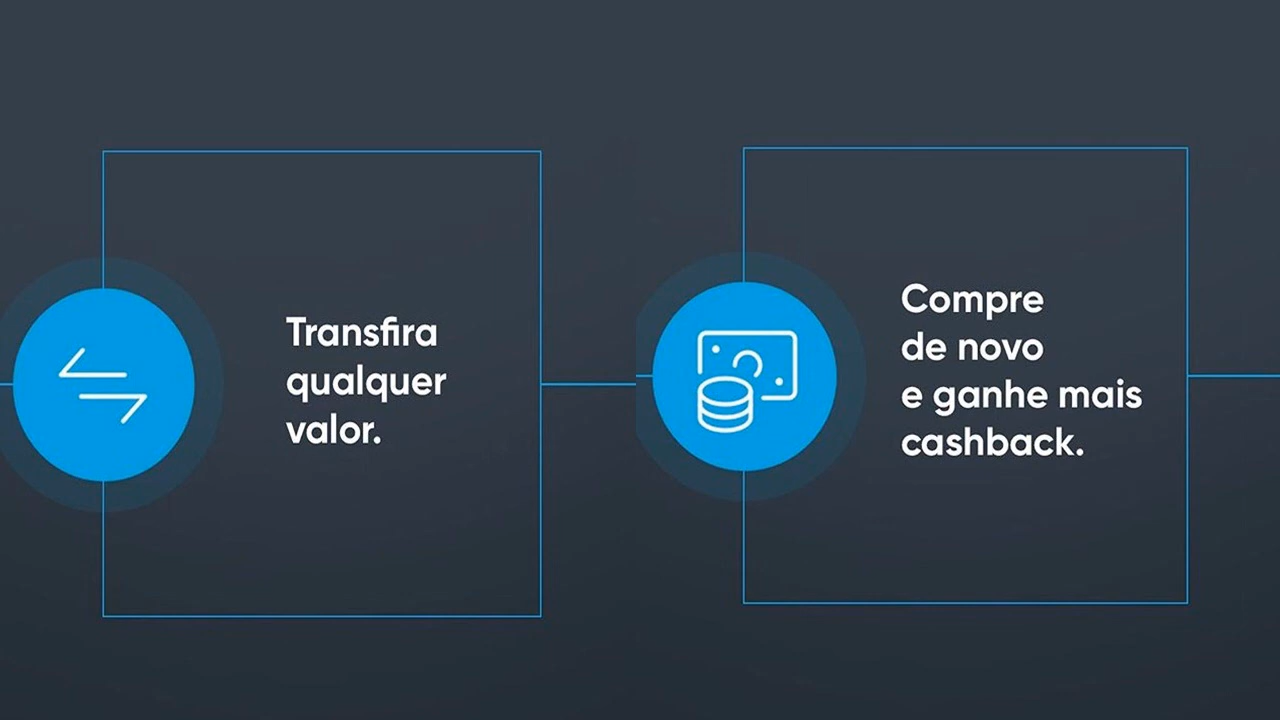 Transfira
qualquer
valor.
Compre
de novo
e ganhe mais
cashback.